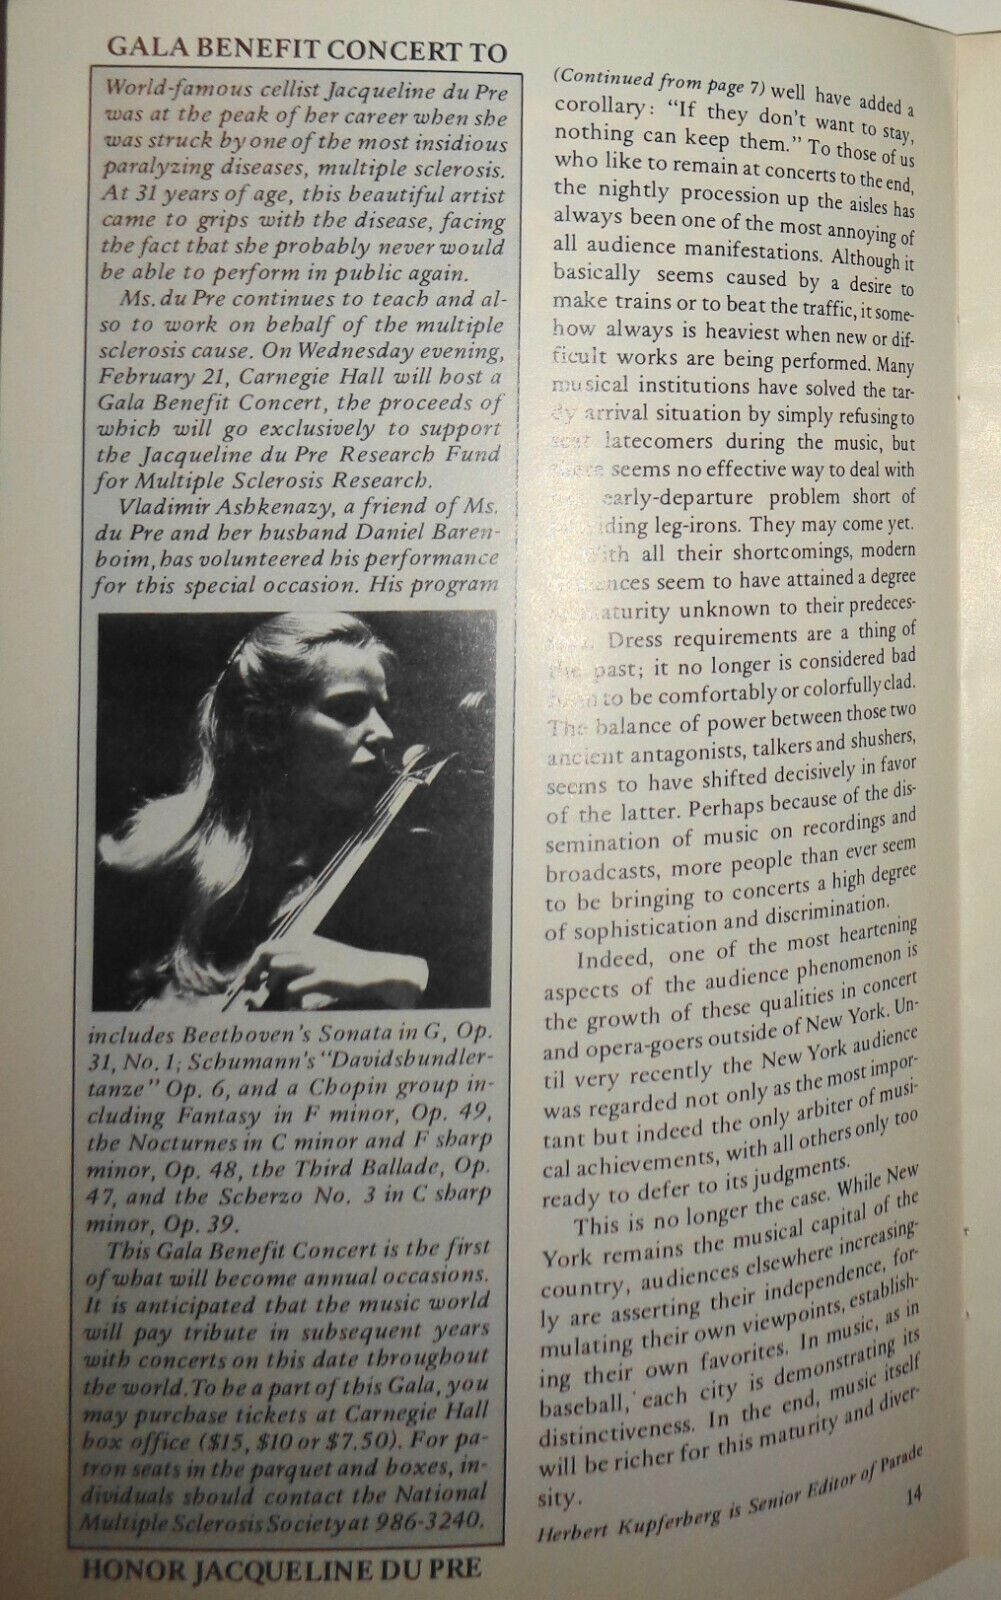 GALA BENEFIT CONCERT TO
World-famous cellist Jacqueline du Pre
was at the peak of her career when she
was struck by one of the most insidious
paralyzing diseases, multiple sclerosis.
At 31 years of age, this beautiful artist
came to grips with the disease, facing
the fact that she probably never would
be able to perform in public again.
Ms. du Pre continues to teach and al-
so to work on behalf of the multiple
sclerosis cause. On Wednesday evening,
February 21, Carnegie Hall will host a
Gala Benefit Concert, the proceeds of
which will go exclusively to support
the Jacqueline du Pre Research Fund
for Multiple Sclerosis Research.
Vladimir Ashkenazy, a friend of Ms.
du Pre and her husband Daniel Baren-
boim, has volunteered his performance
for this special occasion. His program
includes Beethoven's Sonata in G, Op.
31, No. 1; Schumann's "Davidsbundler-
tanze" Op. 6, and a Chopin group in-
cluding Fantasy in F minor, Op. 49,
the Nocturnes in C minor and F sharp
minor, Op. 48, the Third Ballade, Op.
47, and the Scherzo No. 3 in C sharp
minor, Op. 39.
This Gala Benefit Concert is the first
of what will become annual occasions.
It is anticipated that the music world
will pay tribute in subsequent years
with concerts on this date throughout
the world. To be a part of this Gala, you
may purchase tickets at Carnegie Hall
box office ($15, $10 or $7.50). For pa-
tron seats in the parquet and boxes, in-
dividuals should contact the National
Multiple Sclerosis Society at 986-3240.
HONOR JACQUELINE DU PRE
(Continued from page 7) well have added a
corollary: "If they don't want to stay,
nothing can keep them." To those of us
who like to remain at concerts to the end,
the nightly procession up the aisles has
always been one of the most annoying of
all audience manifestations. Although it
basically seems caused by a desire to
make trains or to beat the traffic, it some-
how always is heaviest when new or dif-
ficult works are being performed. Many
musical institutions have solved the tar-
dy arrival situation by simply refusing to
seat latecomers during the music, but
there seems no effective way to deal with
early-departure problem short of
leg-irons. They may come yet.
With all their shortcomings, modern
seem to have attained a degree
maturity unknown to their predeces-
Dress requirements are a thing of
the past; it no longer is considered bad
to be comfortably or colorfully clad.
The balance of power between those two
ancient antagonists, talkers and shushers,
seems to have shifted decisively in favor
of the latter. Perhaps because of the dis-
semination of music on recordings and
broadcasts, more people than ever seem
to be bringing to concerts a high degree
of sophistication and discrimination.
Indeed, one of the most heartening
aspects of the audience phenomenon is
the growth of these qualities in concert
and opera-goers outside of New York. Un-
til very recently the New York audience
was regarded not only as the most impor-
tant but indeed the only arbiter of musi-
cal achievements, with all others only too
ready to defer to its judgments.
This is no longer the case. While New
York remains the musical capital of the
country, audiences elsewhere increasing-
ly are asserting their independence, for-
mulating their own viewpoints, establish-
ing their own favorites. In music, as in
baseball, each city is demonstrating its
distinctiveness. In the end, music itself
will be richer for this maturity and diver-
sity.
Herbert Kupferberg is Senior Editor of Parade
14